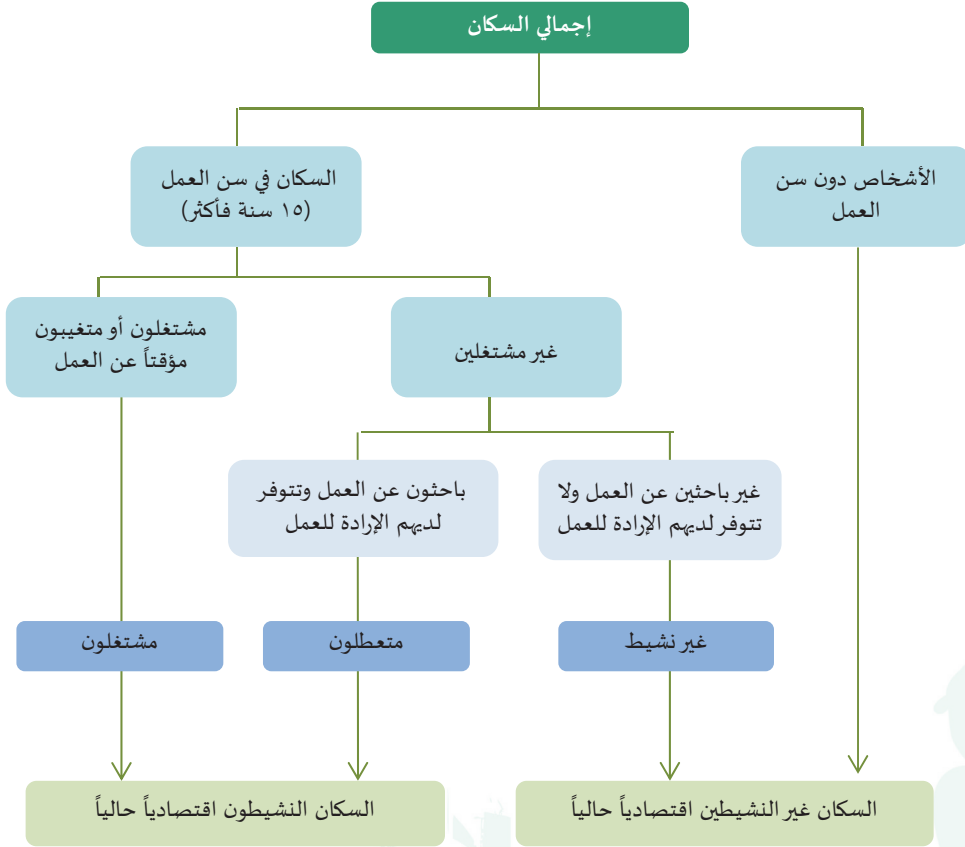 إجمالي السكان
الأشخاص دون سن
العمل
السكان في سن العمل
(١٥ سنة فأكثر)
غير مشتغلين
مشتغلون أو متغيبون
مؤقتاً عن العمل
غير باحثين عن العمل ولا
تتوفر لديهم الإرادة للعمل
باحثون عن العمل وتتوفر
لديهم الإرادة للعمل
غير نشيط
متعطلون
مشتغلون
السكان غير النشيطين اقتصادياً حالياً
السكان النشيطون اقتصادياً حالياً